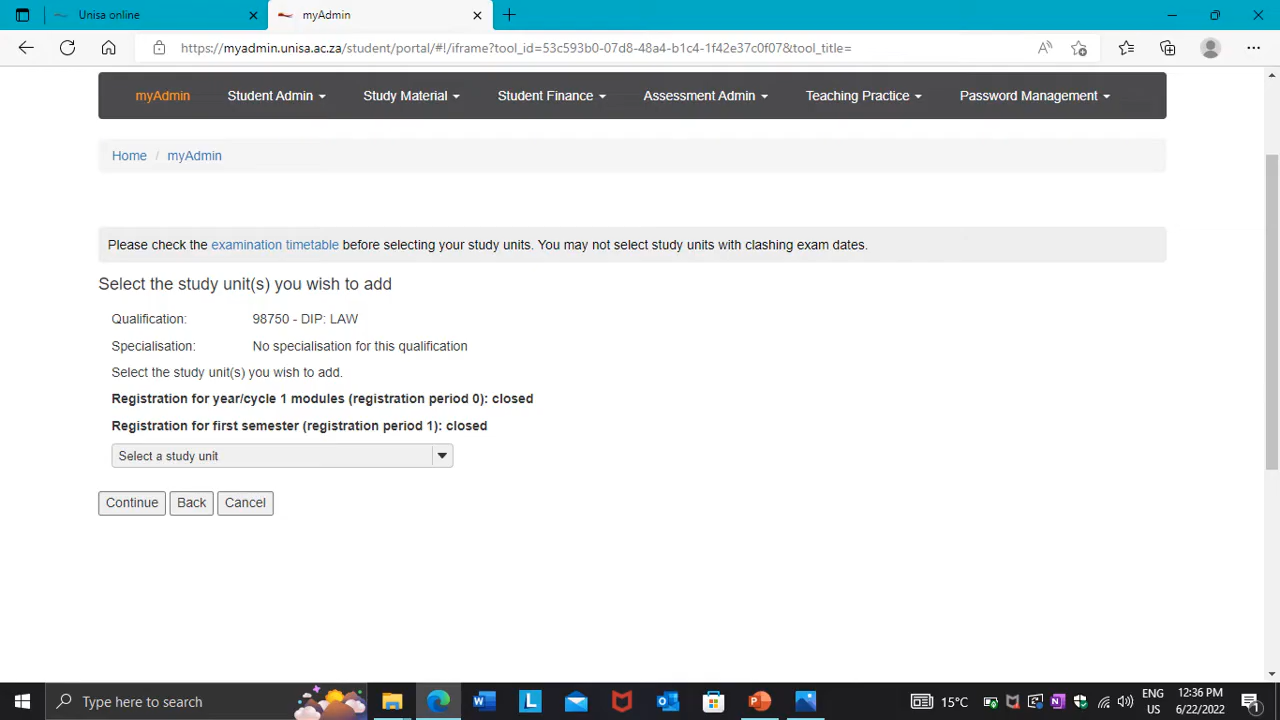 Unisa online
myAdmin
https://myadmin.unisa.ac.za/student/portal/#!/iframe?tool_id=53c593b0-07d8-48a4-b1c4-1f42e37c0f07&tool_title=
myAdmin Student Admin Study Material Student Finance Assessment Admin Teaching Practice Password Management
Home / myAdmin
Please check the examination timetable before selecting your study units. You may not select study units with clashing exam dates.
Select the study unit(s) you wish to add
Qualification: 98750 - DIP: LAW
Specialisation: No specialisation for this qualification
Select the study unit(s) you wish to add.
Registration for year/cycle 1 modules (registration period 0): closed
Registration for first semester (registration period 1): closed
Select a study unit
Continue Back Cancel
Type here to search
15°C
ENG
US
12:36 PM
6/22/2022
1